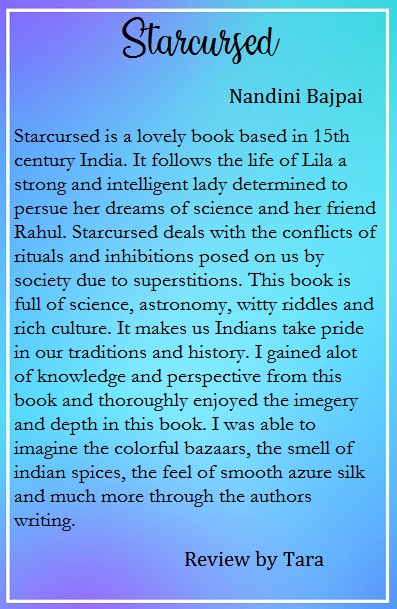 Starcursed
Nandini Bajpai
Starcursed is a lovely book based in 15th
century India. It follows the life of Lila a
strong and intelligent lady determined to
persue her dreams of science and her friend
Rahul. Starcursed deals with the conflicts of
rituals and inhibitions posed on us by
society due to superstitions. This book is
full of science, astronomy, witty riddles and
rich culture. It makes us Indians take pride
in our traditions and history. I gained alot
of knowledge and perspective from this
book and thoroughly enjoyed the imegery
and depth in this book. I was able to
imagine the colorful bazaars, the smell of
indian spices, the feel of smooth azure silk
and much more through the authors
writing.
Review by Tara